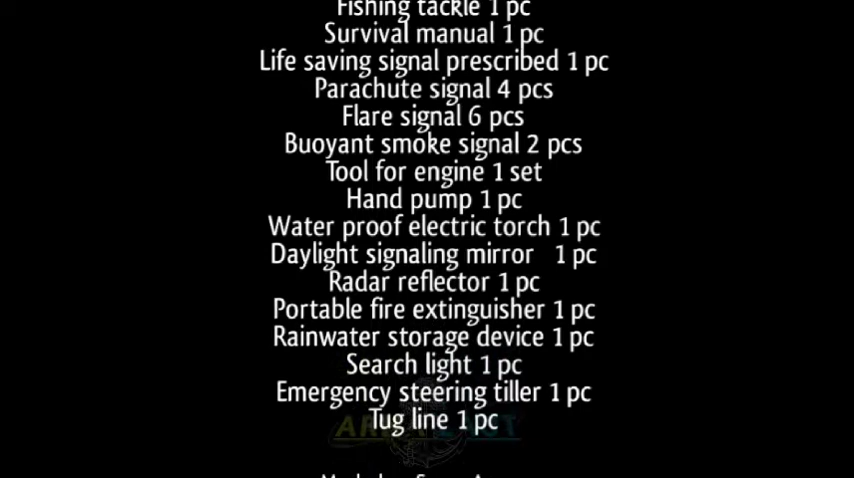 Fishing tackle 1 pc
Survival manual 1 pc
Life saving signal prescribed 1 pc
Parachute signal 4 pcs
Flare signal 6 pcs
Buoyant smoke signal 2 pcs
Tool for engine 1 set
Hand pump 1 pc
Water proof electric torch 1 pc
Daylight signaling mirror 1 pc
Radar reflector 1 pc
Portable fire extinguisher 1 pc
Rainwater storage device 1 pc
Search light 1 pc
Emergency steering tiller 1 pc
Tug line 1 pc